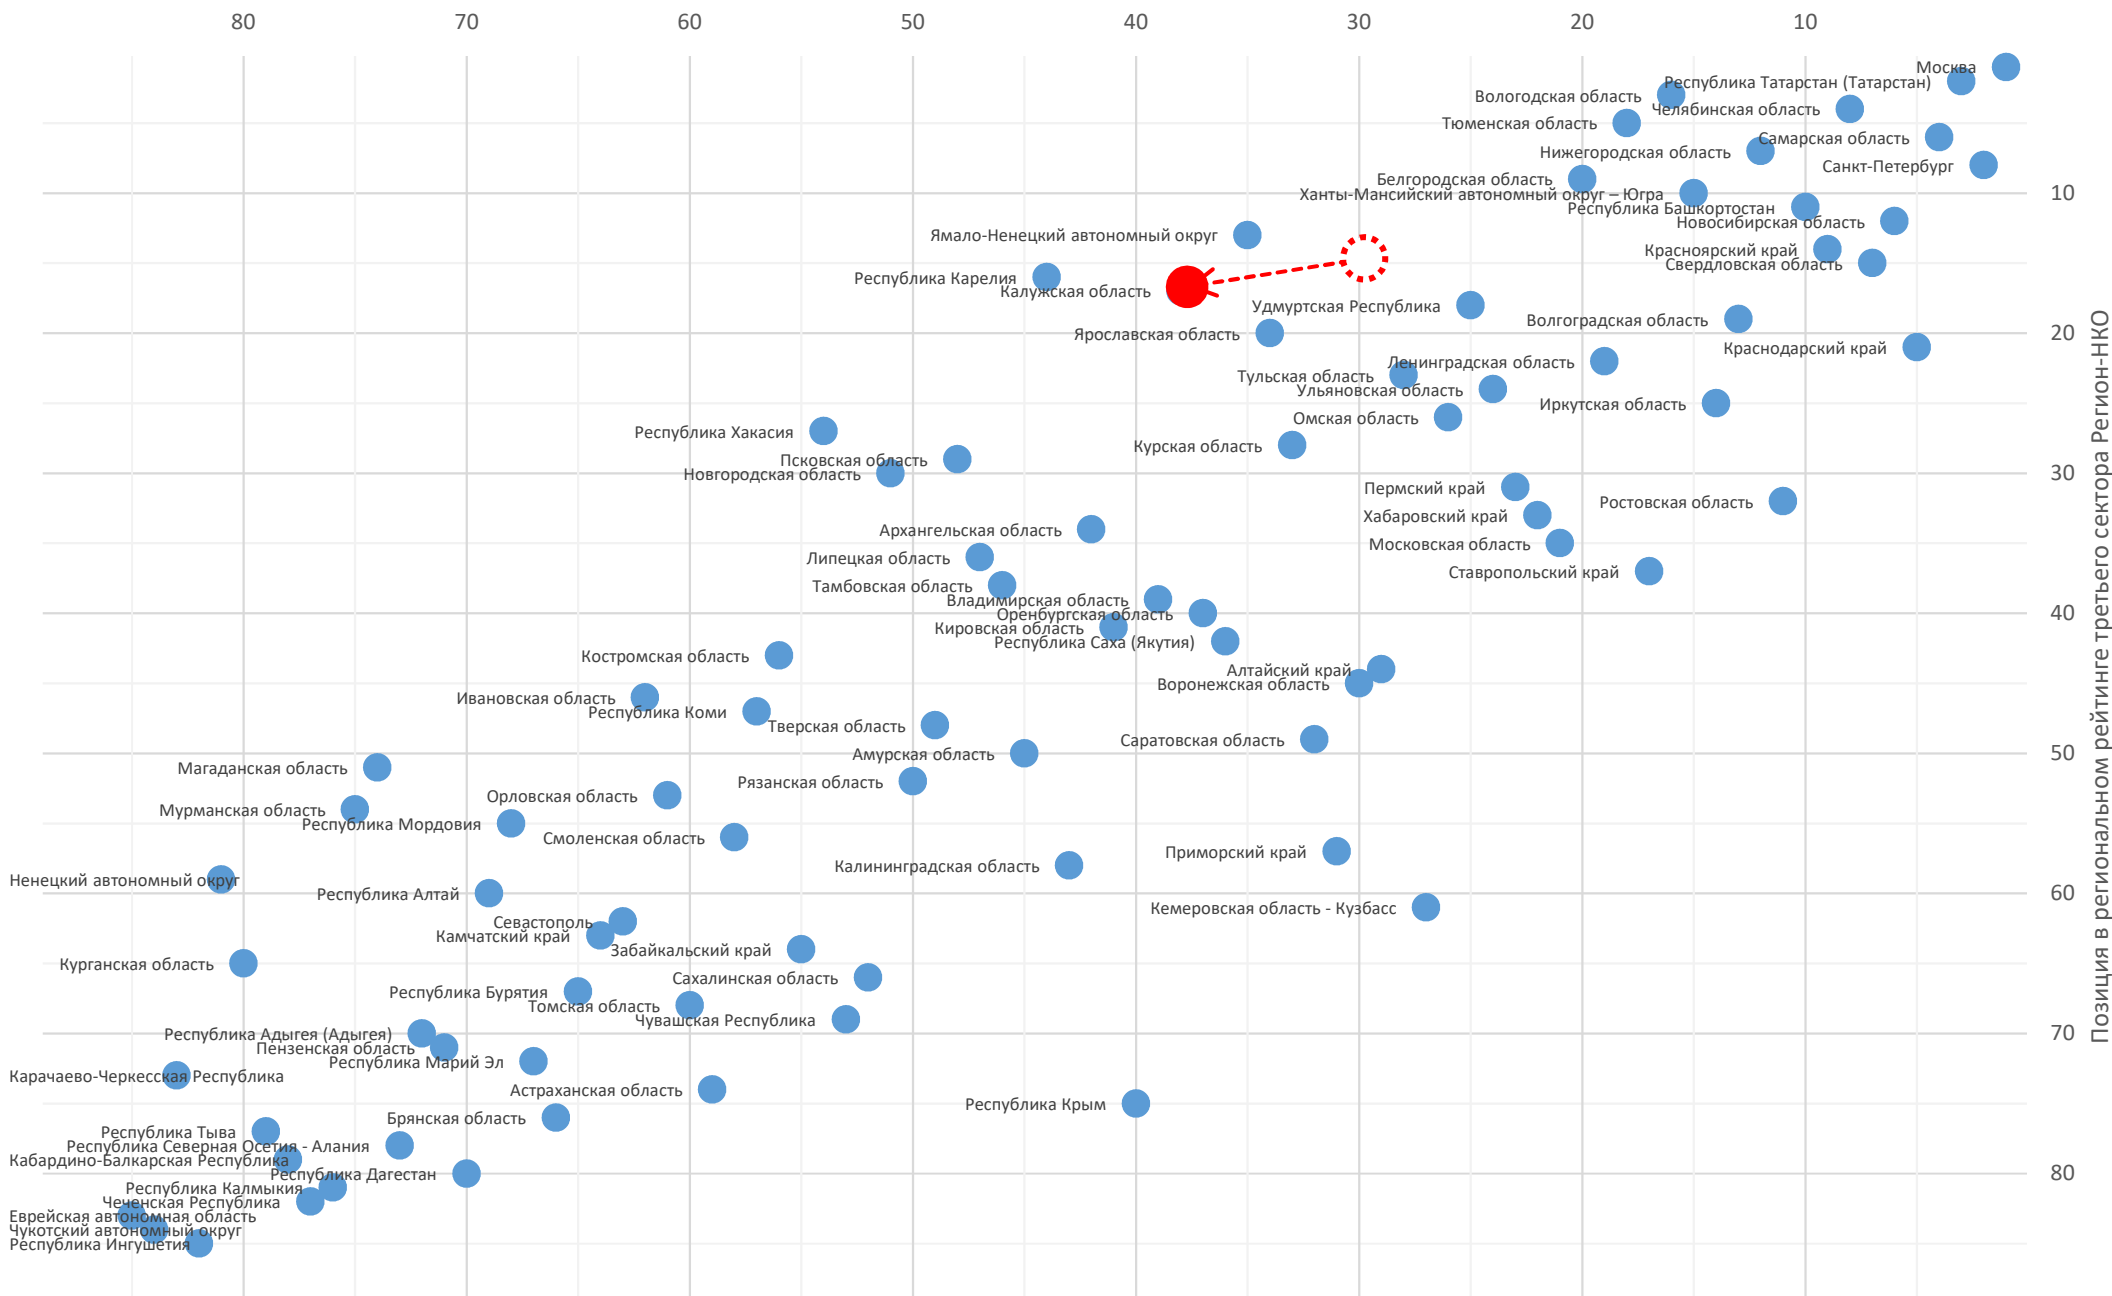 80 70 60 50 40 30 20 10
Москва
Республика Татарстан (Татарстан)
Вологодская область
Челябинская область
Тюменская область
Самарская область
Нижегородская область
Санкт-Петербург
Белгородская область
10
Ханты-Мансийский автономный округ – Югра
Республика Башкортостан
Новосибирская область
Ямало-Ненецкий автономный округ
Красноярский край
Свердловская область
Республика Карелия
Калужская область
Удмуртская Республика
Волгоградская область
20
Ярославская область
Краснодарский край
Ленинградская область
Тульская область
Ульяновская область
Иркутская область
Омская область
Республика Хакасия
Курская область
Псковская область
30
Новгородская область
Пермский край
Ростовская область
Хабаровский край
Архангельская область
Московская область
Липецкая область
Ставропольский край
Тамбовская область
Владимирская область
40
Оренбургская область
Кировская область
Республика Саха (Якутия)
Костромская область
Алтайский край
Воронежская область
Ивановская область
Республика Коми
Тверская область
Саратовская область
50
Амурская область
Магаданская область
Рязанская область
Орловская область
Мурманская область
Республика Мордовия
Смоленская область
Приморский край
Калининградская область
Ненецкий автономный округ
60
Республика Алтай
Кемеровская область - Кузбасс
Севастополь
Камчатский край
Забайкальский край
Курганская область
Сахалинская область
Республика Бурятия
Томская область
Чувашская Республика
70
Республика Адыгея (Адыгея)
Пензенская область
Республика Марий Эл
Карачаево-Черкесская Республика
Астраханская область
Республика Крым
Брянская область
Республика Тыва
Республика Северная Осетия - Алания
Кабардино-Балкарская Республика
80
Республика Дагестан
Республика Калмыкия
Чеченская Республика
Еврейская автономная область
Чукотский автономный округ
Республика Ингушетия
Позиция в региональном рейтинге третьего сектора Регион-НКО